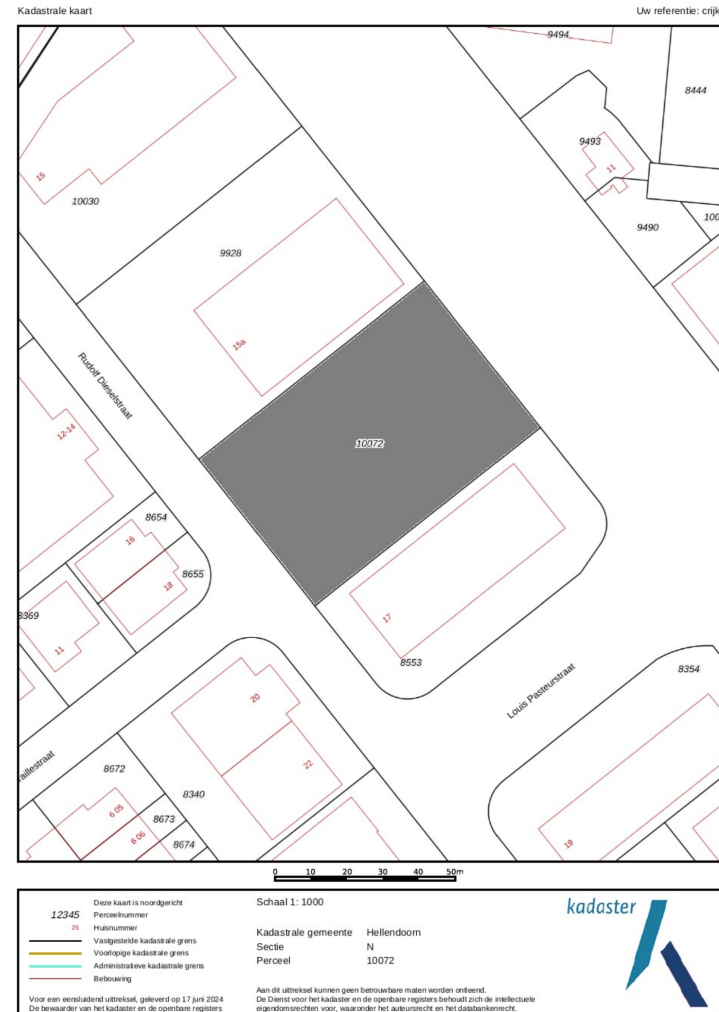 Kadastrale kaart
Uw referentie: crijk
9494
8444
9493
11
15
10030
9490
100
9928
15a
Rudolf Dieselstraat
12-14
10072
8654
16
8655
18
8369
11
17
8553
20
Louis Pasteurstraat
8354
22
aillestraat
8672
8340
6 05
8673
6 06
8674
19
0 10 20 30 40 50m
Deze kaart is noordgericht
12345 Perceelnummer
25 Huisnummer
Vastgestelde kadastrale grens
Voorlopige kadastrale grens
Administratieve kadastrale grens
Bebouwing
Voor een eensluidend uittreksel, geleverd op 17 juni 2024
De bewaarder van het kadaster en de openbare registers
Schaal 1: 1000
Kadastrale gemeente Hellendoorn
Sectie N
Perceel 10072
Aan dit uittreksel kunnen geen betrouwbare maten worden ontleend.
De Dienst voor het kadaster en de openbare registers behoudt zich de intellectuele
eigendomsrechten voor, waaronder het auteursrecht en het databankenrecht.
kadaster